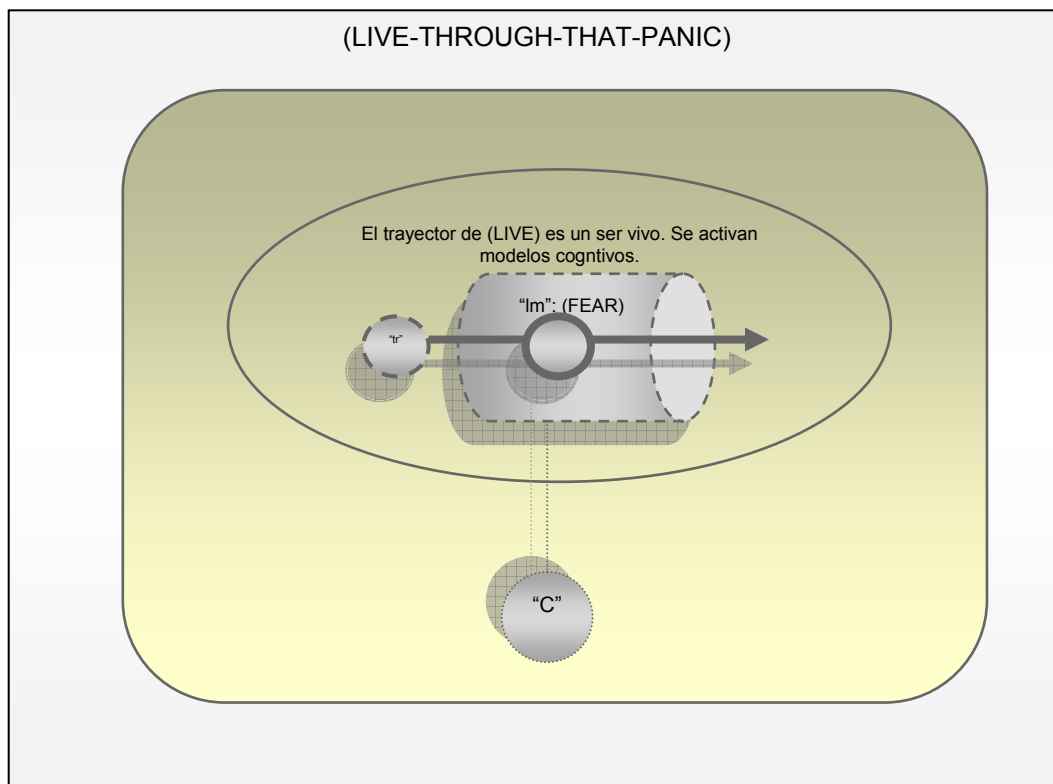 (LIVE-THROUGH-THAT-PANIC)
El trayector de (LIVE) es un ser vivo. Se activan
modelos cogntivos.
“lm”: (FEAR)
“tr”
“C”